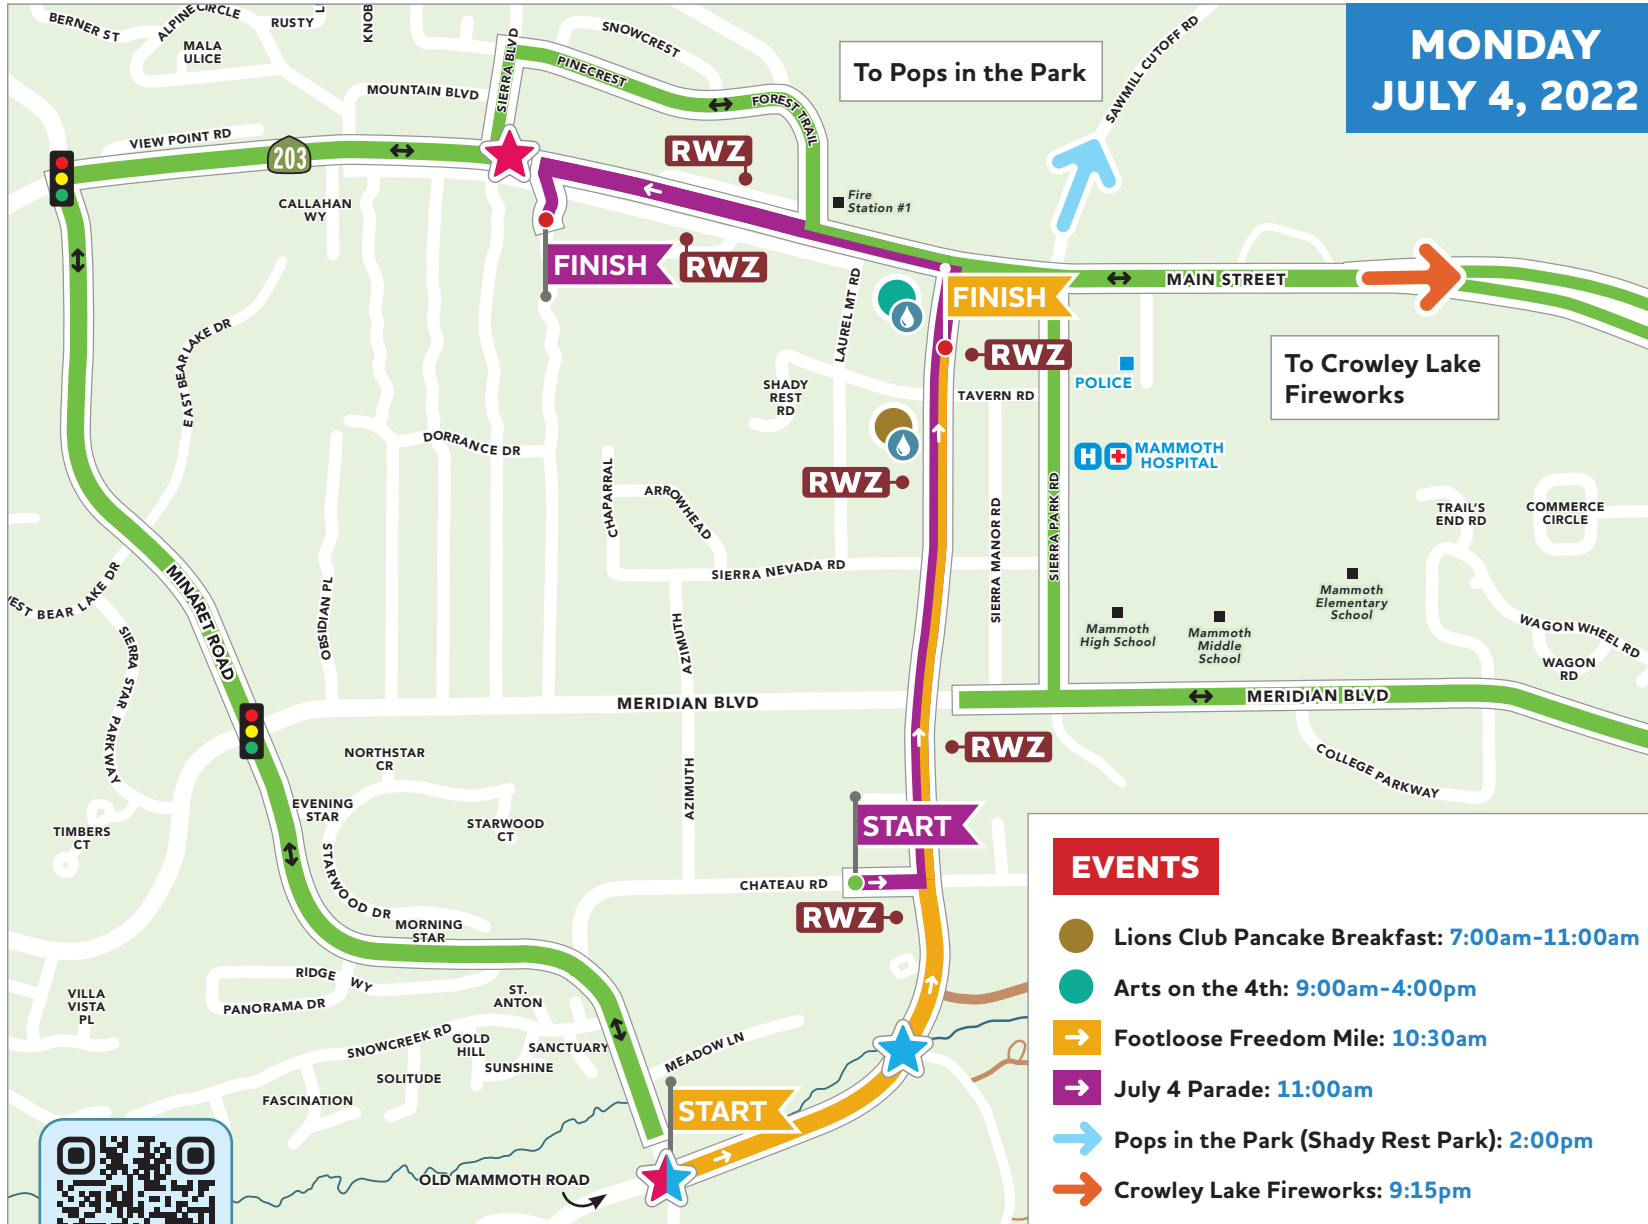 BERNER ST
ALPINE CIRCLE
RUSTY
KNOB
MALA
ULICE
SNOWCREST
SIERRA BLVD
PINECREST
MOUNTAIN BLVD
FOREST TRAIL
To Pops in the Park
SAWMILL CUTOFF RD
MONDAY
JULY 4, 2022
VIEW POINT RD
203
RWZ
CALLAHAN
WY
Fire
Station #1
FINISH
RWZ
FINISH
MAIN STREET
LAUREL MT RD
EAST BEAR LAKE DR
RWZ
To Crowley Lake
Fireworks
POLICE
SHADY
REST
RD
TAVERN RD
DORRANCE DR
H
MAMMOTH
HOSPITAL
RWZ
CHAPARRAL
ARROWHEAD
SIERRA MANOR RD
SIERRA PARK RD
TRAIL'S
END RD
COMMERCE
CIRCLE
SIERRA NEVADA RD
MINARET ROAD
EST BEAR LAKE DR
OBSIDIAN PL
AZIMUTH
Mammoth
High School
Mammoth
Middle
School
Mammoth
Elementary
School
WAGON WHEEL RD
WAGON
RD
SIERRA STAR PARKWAY
MERIDIAN BLVD
MERIDIAN BLVD
RWZ
NORTHSTAR
CR
AZIMUTH
COLLEGE PARKWAY
EVENING
STAR
STARWOOD
CT
TIMBERS
CT
START
STARWOOD DR
CHATEAU RD
RWZ
MORNING
STAR
RIDGE WY
PANORAMA DR
VILLA
VISTA
PL
ST.
ANTON
SNOWCREEK RD
GOLD
HILL
SANCTUARY
SUNSHINE
SOLITUDE
MEADOW LN
FASCINATION
START
OLD MAMMOTH ROAD
EVENTS
Lions Club Pancake Breakfast: 7:00am-11:00am
Arts on the 4th: 9:00am-4:00pm
Footloose Freedom Mile: 10:30am
July 4 Parade: 11:00am
Pops in the Park (Shady Rest Park): 2:00pm
Crowley Lake Fireworks: 9:15pm